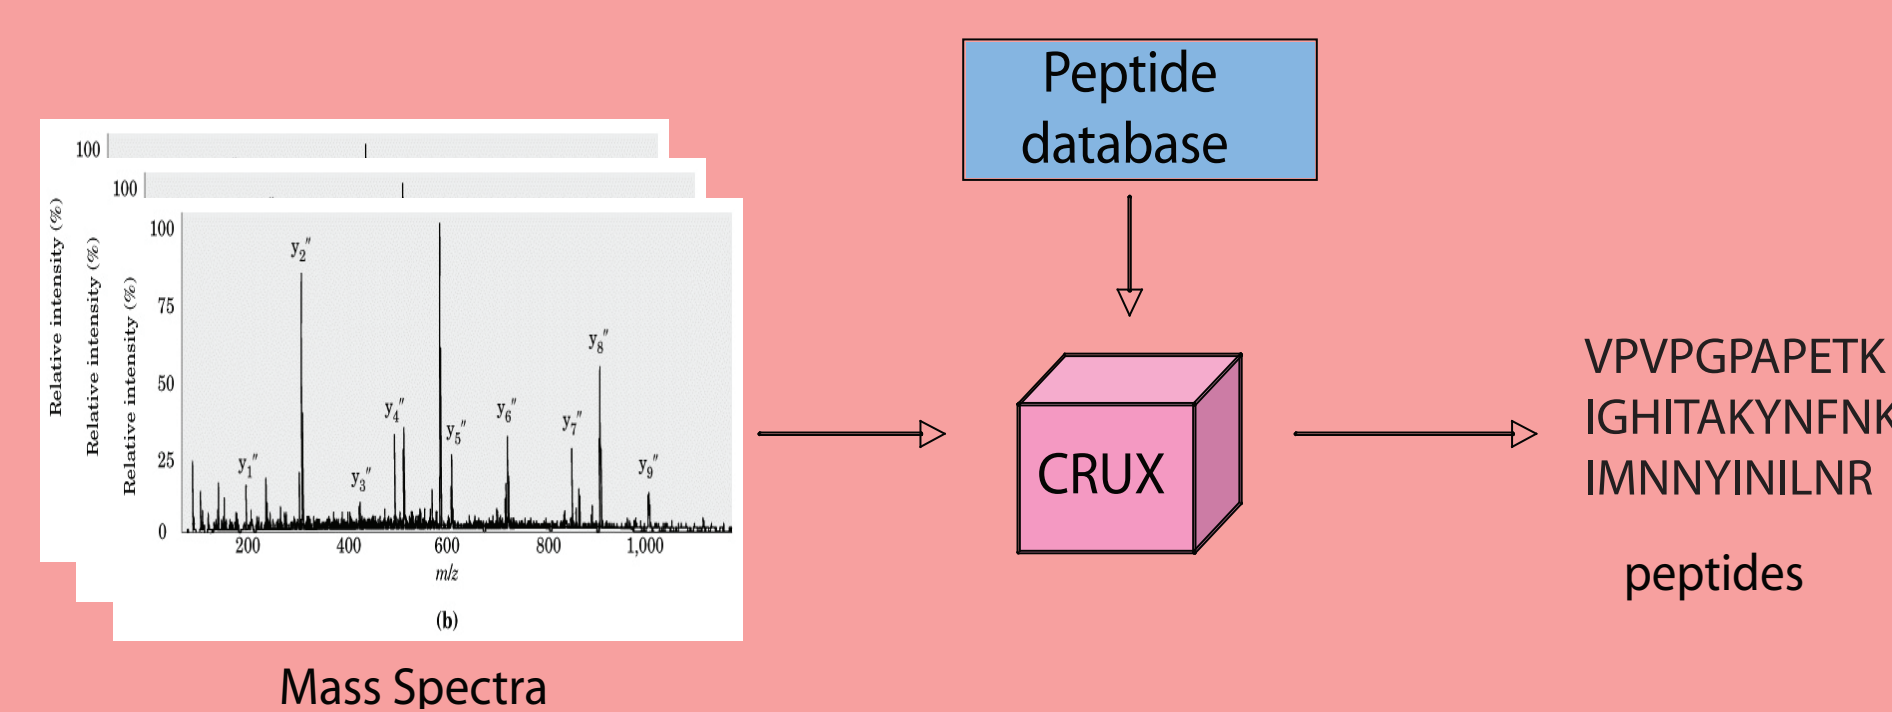 Peptide
database
100
Relative intensity (%)
100
Relative intensity (%)
100
75
50
25
0
Relative intensity (%)
y₁″
y₂″
y₃″
y₄″
y₅″
y₆″
y₇″
y₈″
y₉″
200 400 600 800 1,000
m/z
(b)
Mass Spectra
CRUX
VPVPGPAPETK
IGHITAKYNFNK
IMNNYINILNR
peptides